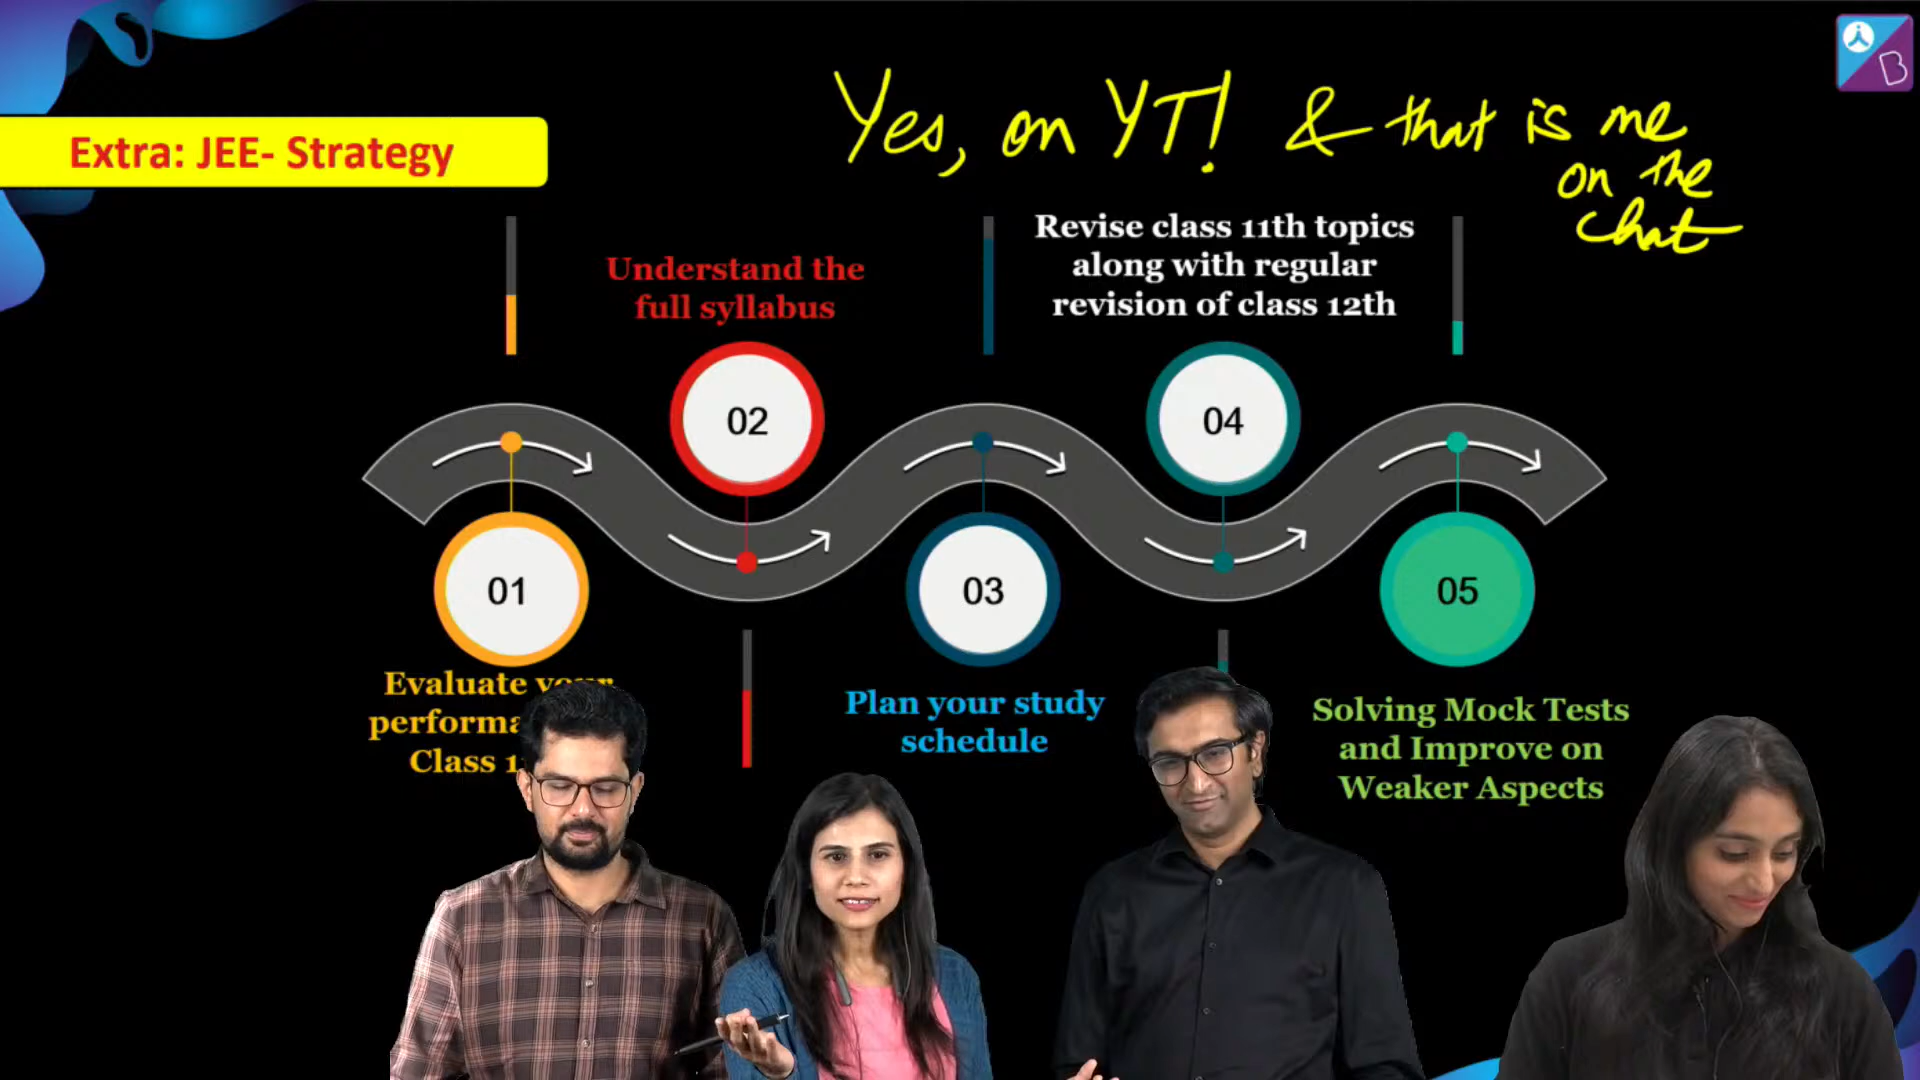 Yes, on YT! & that is me
on the
chat
Extra: JEE- Strategy
Understand the
full syllabus
Revise class 11th topics
along with regular
revision of class 12th
02
04
01
03
05
Evaluate your
Class
Plan your study
schedule
Solving Mock Tests
and Improve on
Weaker Aspects
B